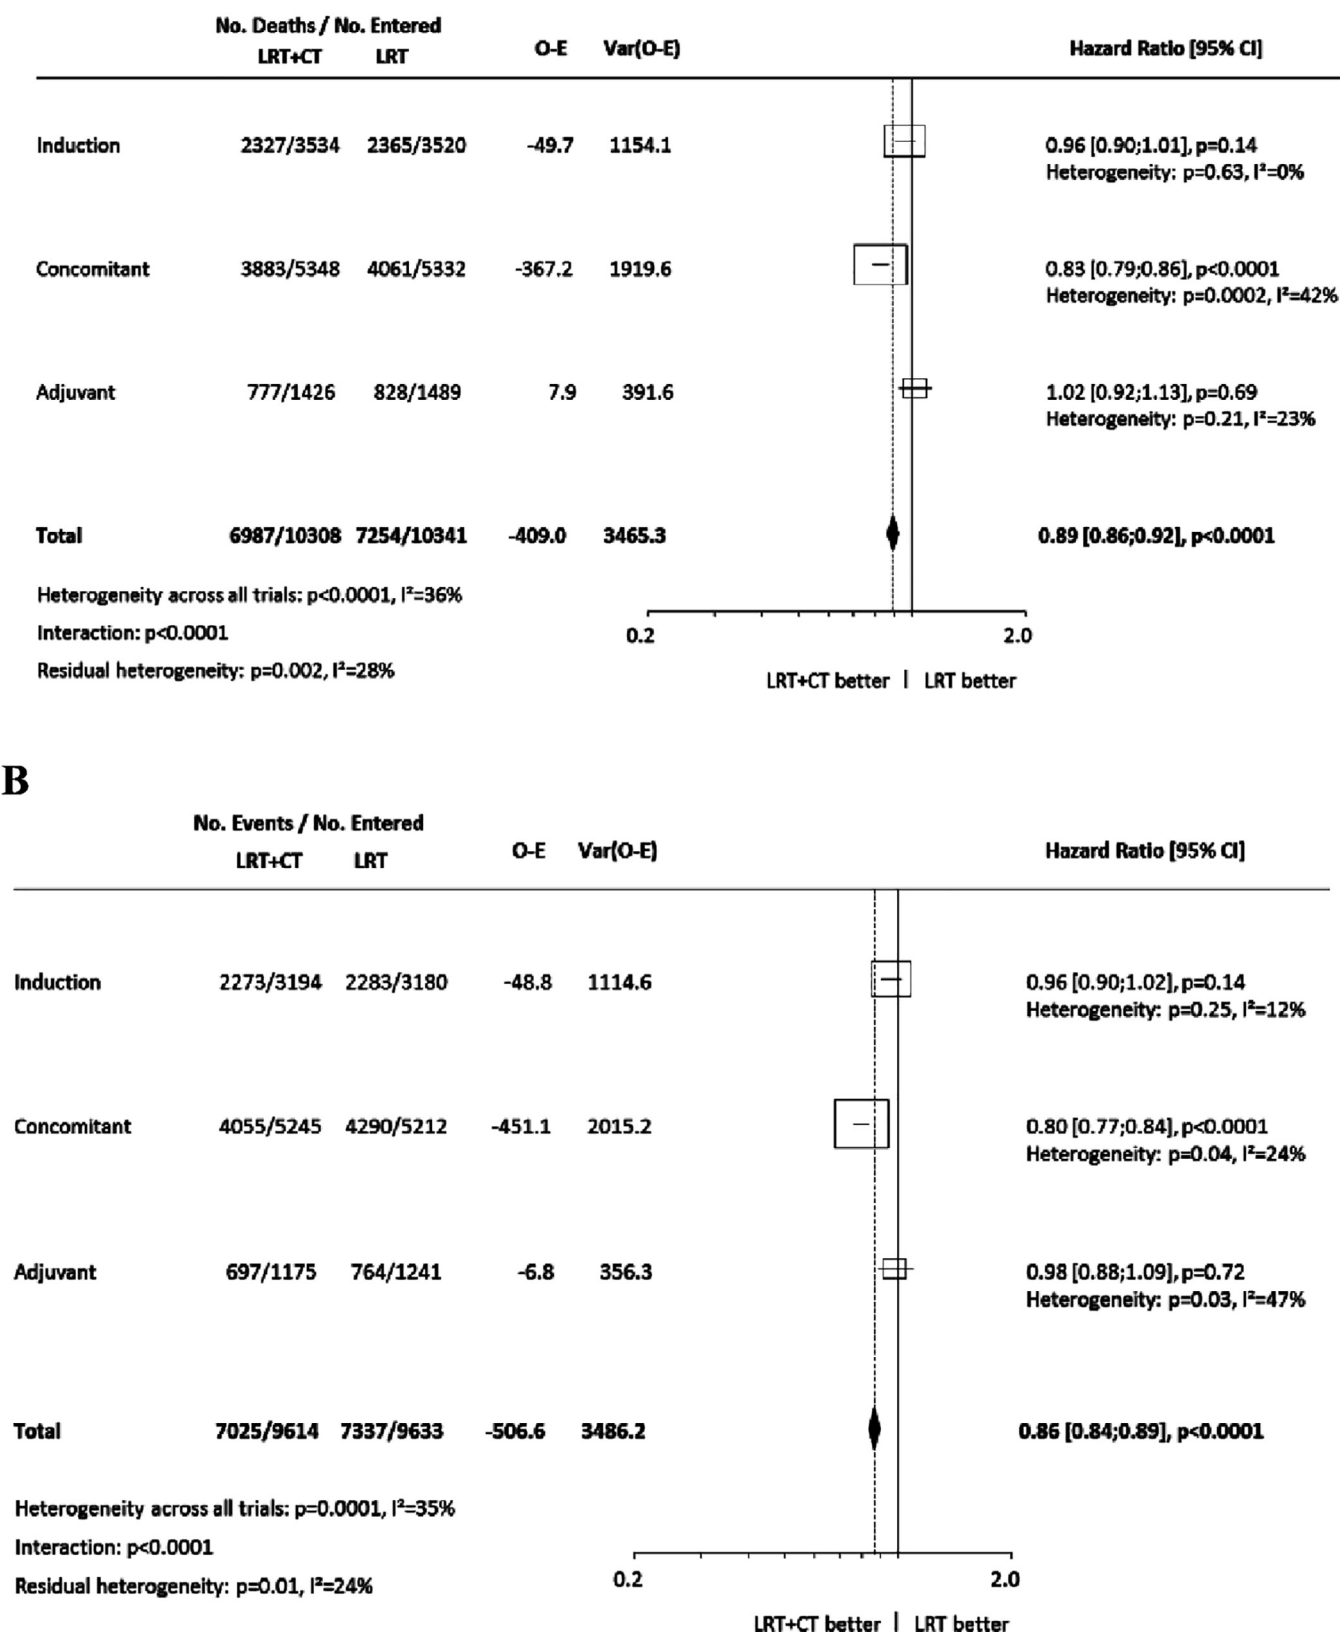 No. Deaths / No. Entered
LRT+CT LRT O-E Var(O-E) Hazard Ratio [95% CI]
Induction 2327/3534 2365/3520 -49.7 1154.1 0.96 [0.90;1.01], p=0.14
Heterogeneity: p=0.63, I²=0%
Concomitant 3883/5348 4061/5332 -367.2 1919.6 0.83 [0.79;0.86], p<0.0001
Heterogeneity: p=0.0002, I²=42%
Adjuvant 777/1426 828/1489 7.9 391.6 1.02 [0.92;1.13], p=0.69
Heterogeneity: p=0.21, I²=23%
Total 6987/10308 7254/10341 -409.0 3465.3 0.89 [0.86;0.92], p<0.0001
Heterogeneity across all trials: p<0.0001, I²=36%
Interaction: p<0.0001
0.2 2.0
Residual heterogeneity: p=0.002, I²=28%
LRT+CT better | LRT better
B
No. Events / No. Entered
LRT+CT LRT O-E Var(O-E) Hazard Ratio [95% CI]
Induction 2273/3194 2283/3180 -48.8 1114.6 0.96 [0.90;1.02], p=0.14
Heterogeneity: p=0.25, I²=12%
Concomitant 4055/5245 4290/5212 -451.1 2015.2 0.80 [0.77;0.84], p<0.0001
Heterogeneity: p=0.04, I²=24%
Adjuvant 697/1175 764/1241 -6.8 356.3 0.98 [0.88;1.09], p=0.72
Heterogeneity: p=0.03, I²=47%
Total 7025/9614 7337/9633 -506.6 3486.2 0.86 [0.84;0.89], p<0.0001
Heterogeneity across all trials: p=0.0001, I²=35%
Interaction: p<0.0001
0.2 2.0
Residual heterogeneity: p=0.01, I²=24%
LRT+CT better | LRT better